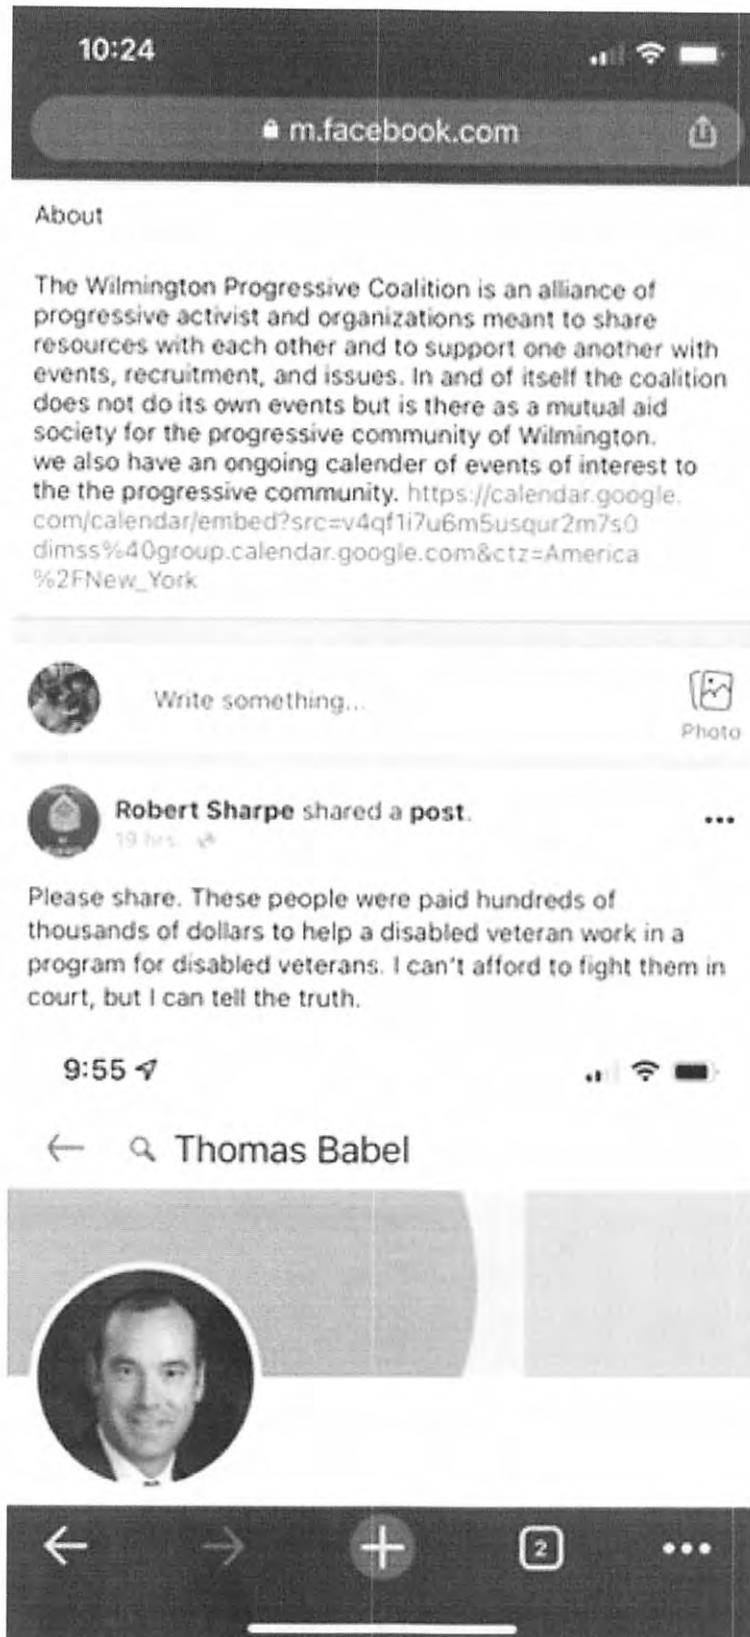 10:24
m.facebook.com
About
The Wilmington Progressive Coalition is an alliance of
progressive activist and organizations meant to share
resources with each other and to support one another with
events, recruitment, and issues. In and of itself the coalition
does not do its own events but is there as a mutual aid
society for the progressive community of Wilmington.
we also have an ongoing calender of events of interest to
the the progressive community. https://calendar.google.
com/calendar/embed?src=v4qf1i7u6m5usqur2m7s0
dimss%40group.calendar.google.com&ctz=America
%2FNew_York
Write something...
Photo
Robert Sharpe shared a post.
19 hrs
Please share. These people were paid hundreds of
thousands of dollars to help a disabled veteran work in a
program for disabled veterans. I can't afford to fight them in
court, but I can tell the truth.
9:55
Thomas Babel
2